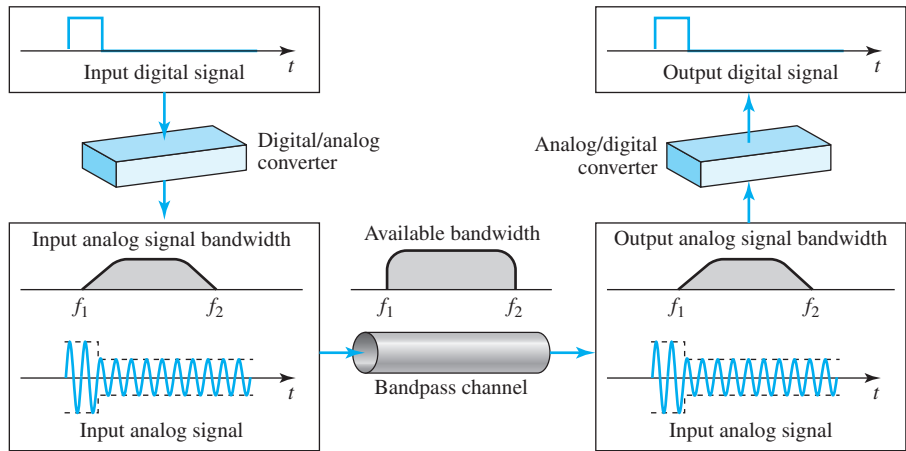 t
Input digital signal
t
Output digital signal
Digital/analog
converter
Analog/digital
converter
Input analog signal bandwidth
f1
f2
t
Input analog signal
Available bandwidth
f1
f2
Bandpass channel
Output analog signal bandwidth
f1
f2
t
Input analog signal